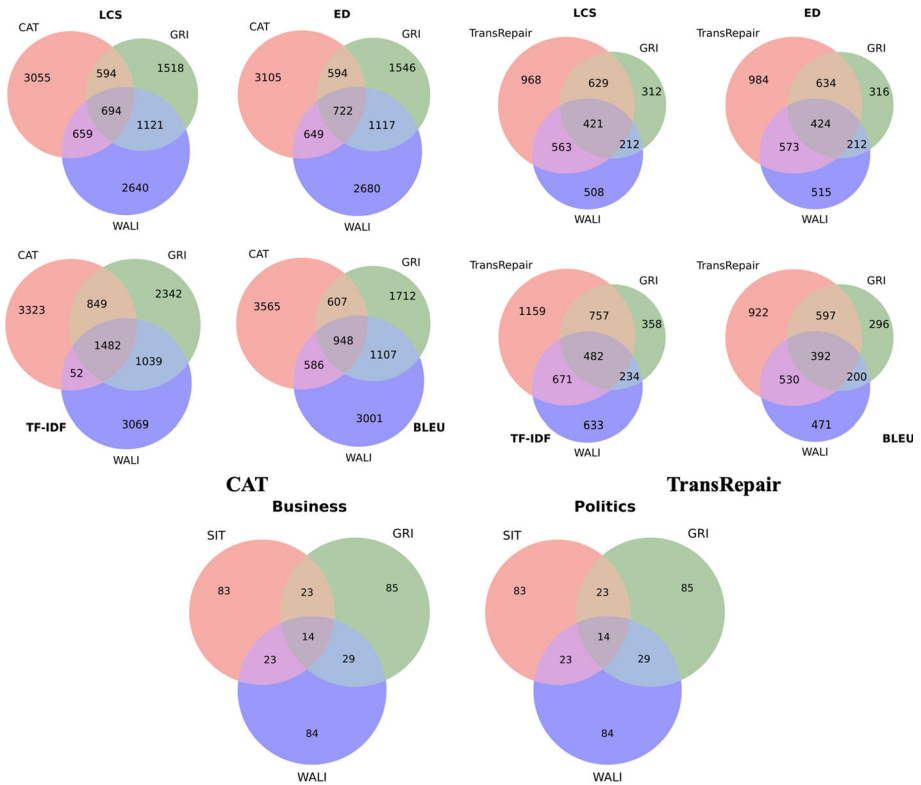 LCS
CAT
GRI
3055
594
1518
694
659
1121
2640
WALI
ED
CAT
GRI
3105
594
1546
722
649
1117
2680
WALI
LCS
TransRepair
GRI
968
629
312
421
563
212
508
WALI
ED
TransRepair
GRI
984
634
316
424
573
212
515
WALI
CAT
GRI
3323
849
2342
1482
52
1039
3069
TF-IDF
WALI
CAT
GRI
3565
607
1712
948
586
1107
3001
BLEU
WALI
TransRepair
GRI
1159
757
358
482
671
234
633
TF-IDF
WALI
TransRepair
GRI
922
597
296
392
530
200
471
BLEU
WALI
CAT
TransRepair
Business
SIT
GRI
83
23
85
14
23
29
84
WALI
Politics
SIT
GRI
83
23
85
14
23
29
84
WALI